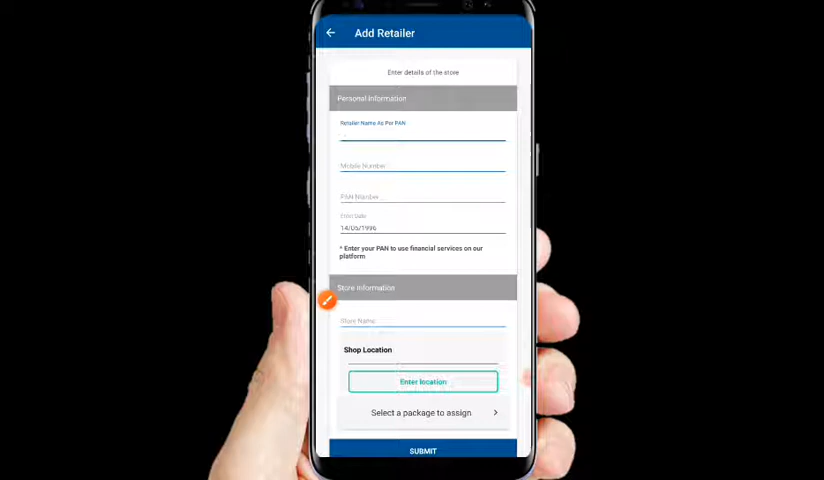 Add Retailer
Enter details of the store
Personal Information
Retailer Name As Per PAN
Mobile Number
PAN Number
Enter Date
14/05/1996
* Enter your PAN to use financial services on our
platform
Store Information
Store Name
Shop Location
Enter location
Select a package to assign
SUBMIT